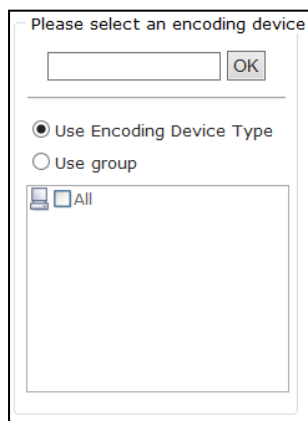 Please select an encoding device
OK
Use Encoding Device Type
Use group
All